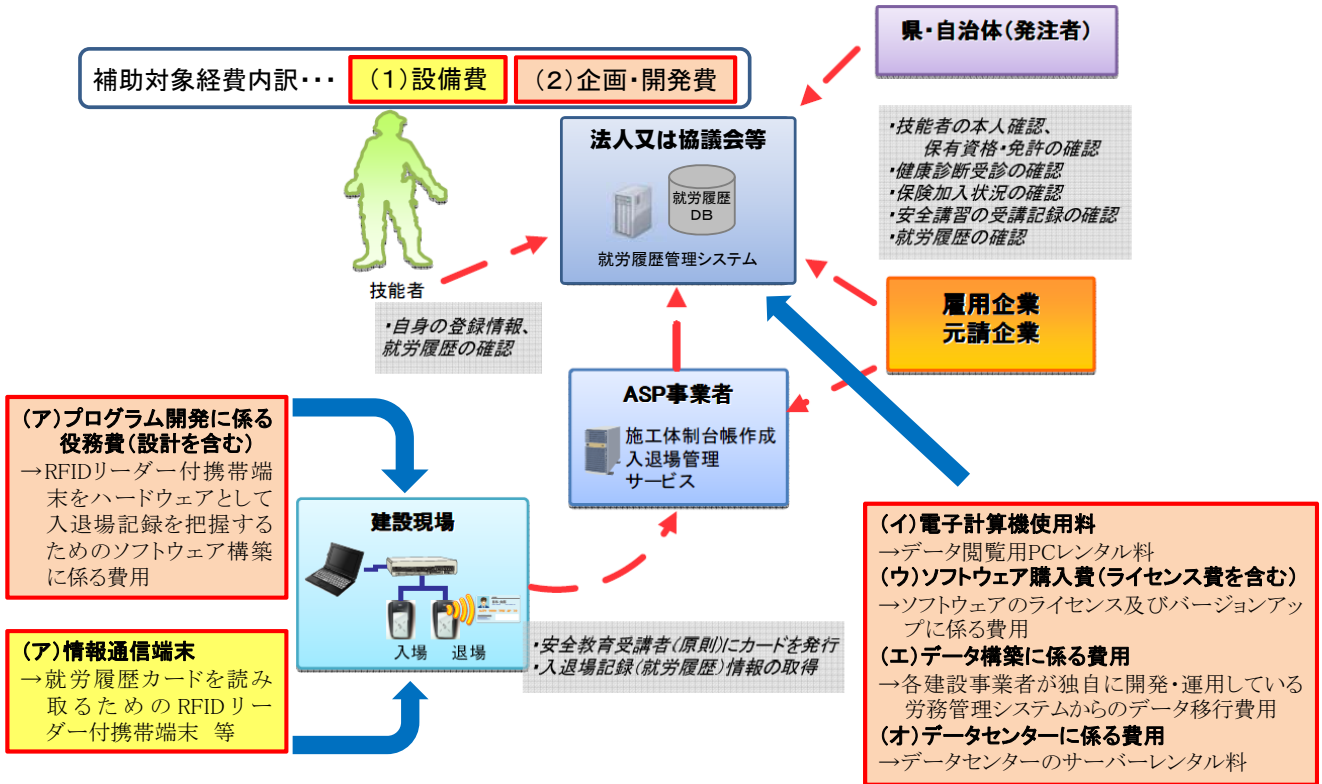 県・自治体(発注者)
補助対象経費内訳・・・ (1)設備費 (2)企画・開発費
法人又は協議会等
就労履歴
DB
就労履歴管理システム
・技能者の本人確認、
保有資格・免許の確認
・健康診断受診の確認
・保険加入状況の確認
・安全講習の受講記録の確認
・就労履歴の確認
技能者
・自身の登録情報、
就労履歴の確認
雇用企業
元請企業
ASP事業者
施工体制台帳作成
入退場管理
サービス
(ア)プログラム開発に係る
役務費(設計を含む)
→RFIDリーダー付携帯端
末をハードウェアとして
入退場記録を把握する
ためのソフトウェア構築
に係る費用
建設現場
入場 退場
・安全教育受講者(原則)にカードを発行
・入退場記録(就労履歴)情報の取得
(ア)情報通信端末
→就労履歴カードを読み
取るためのRFIDリー
ダー付携帯端末 等
(イ)電子計算機使用料
→データ閲覧用PCレンタル料
(ウ)ソフトウェア購入費(ライセンス費を含む)
→ソフトウェアのライセンス及びバージョンアッ
プに係る費用
(エ)データ構築に係る費用
→各建設事業者が独自に開発・運用している
労務管理システムからのデータ移行費用
(オ)データセンターに係る費用
→データセンターのサーバーレンタル料